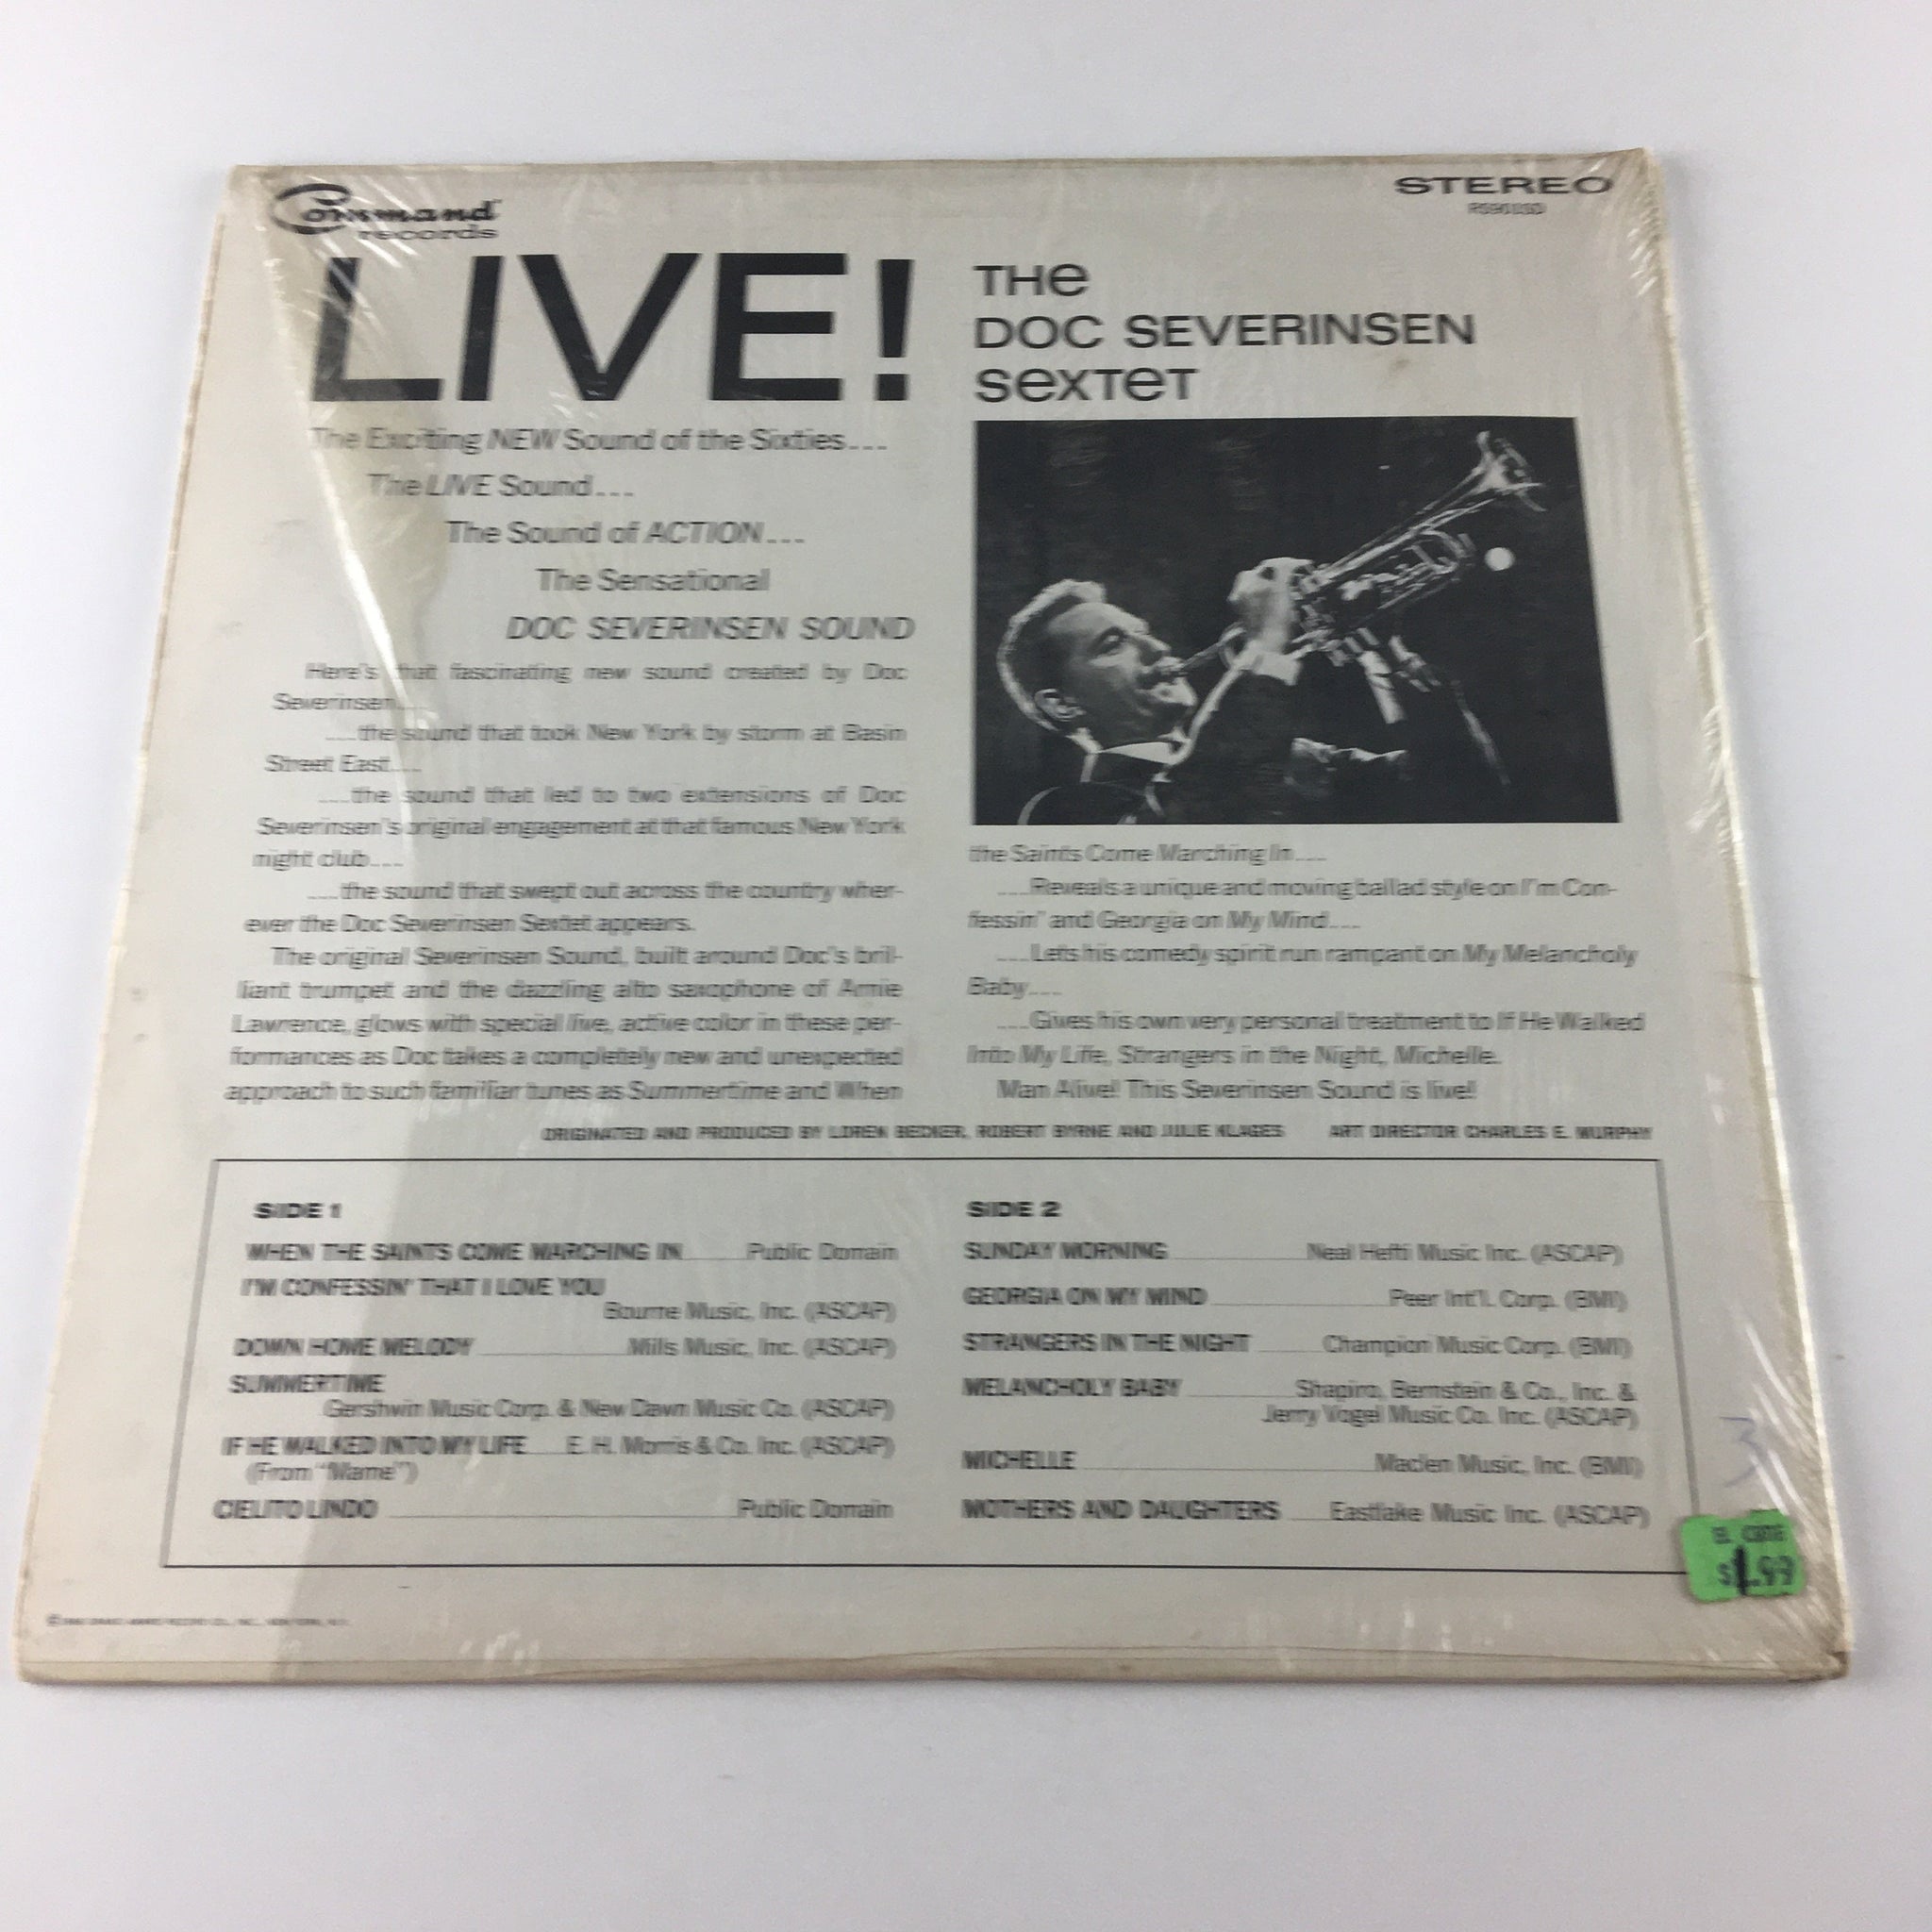 Command
records
STEREO
LIVE!
THe
DOC SEVERINSEN
SexTeT
The Exciting NEW Sound of the Sixties...
The LIVE Sound...
The Sound of ACTION...
The Sensational
DOC SEVERINSEN SOUND
Here's that fascinating new sound created by Doc
Severinsen....
....the sound that took New York by storm at Basin
Street East....
....the sound that led to two extensions of Doc
Severinsen's original engagement at that famous New York
night club....
....the sound that swept out across the country wher-
ever the Doc Severinsen Sextet appears.
The original Severinsen Sound, built around Doc's bril-
liant trumpet and the dazzling alto saxophone of Arnie
Lawrence, glows with special live, active color in these per-
formances as Doc takes a completely new and unexpected
approach to such familiar tunes as Summertime and When
the Saints Come Marching In....
....Reveals a unique and moving ballad style on I'm Con-
fessin' and Georgia on My Mind....
....Lets his comedy spirit run rampant on My Melancholy
Baby....
....Gives his own very personal treatment to If He Walked
Into My Life, Strangers in the Night, Michelle.
Man Alive! This Severinsen Sound is live!
ORIGINATED AND PRODUCED BY LOREN BECKER, ROBERT BYRNE AND JULIE KLAGES ART DIRECTOR CHARLES E. MURPHY
SIDE 1
WHEN THE SAINTS COME MARCHING IN Public Domain
I'M CONFESSIN' THAT I LOVE YOU
Bourne Music, Inc. (ASCAP)
DOWN HOME MELODY Mills Music, Inc. (ASCAP)
SUMMERTIME
Gershwin Music Corp. & New Dawn Music Co. (ASCAP)
IF HE WALKED INTO MY LIFE E. H. Morris & Co. Inc. (ASCAP)
(From "Mame")
CIELITO LINDO Public Domain
SIDE 2
SUNDAY MORNING Neal Hefti Music Inc. (ASCAP)
GEORGIA ON MY MIND Peer Int'l. Corp. (BMI)
STRANGERS IN THE NIGHT Champion Music Corp. (BMI)
MELANCHOLY BABY Shapiro, Bernstein & Co., Inc. &
Jerry Vogel Music Co. Inc. (ASCAP)
MICHELLE Maclen Music, Inc. (BMI)
MOTHERS AND DAUGHTERS Eastlake Music Inc. (ASCAP)
3
$1.99